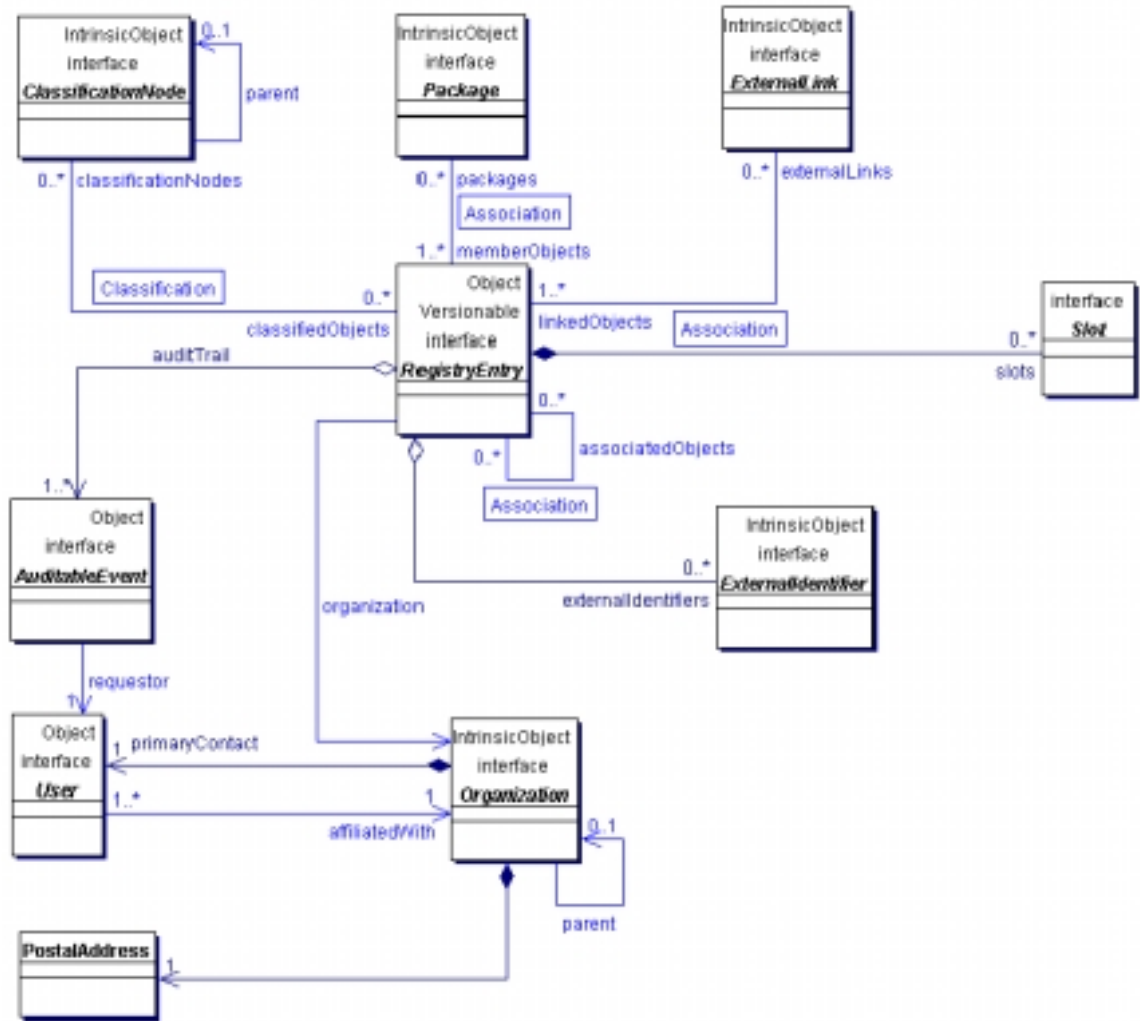 IntrinsicObject
interface
ClassificationNode
0..1
parent
IntrinsicObject
interface
Package
IntrinsicObject
interface
ExternalLink
0..* classificationNodes
0..* packages
Association
1..* memberObjects
0..* externalLinks
Classification
0..*
classifiedObjects
Object
Versionable
interface
RegistryEntry
1..*
linkedObjects
Association
interface
Slot
0..*
slots
auditTrail
1..*
0..*
associatedObjects
0..*
Association
Object
interface
AuditableEvent
organization
IntrinsicObject
interface
ExternalIdentifier
0..*
externalIdentifiers
requestor
1
Object
interface
User
1 primaryContact
1..*
1
affiliatedWith
IntrinsicObject
interface
Organization
0..1
parent
PostalAddress
1